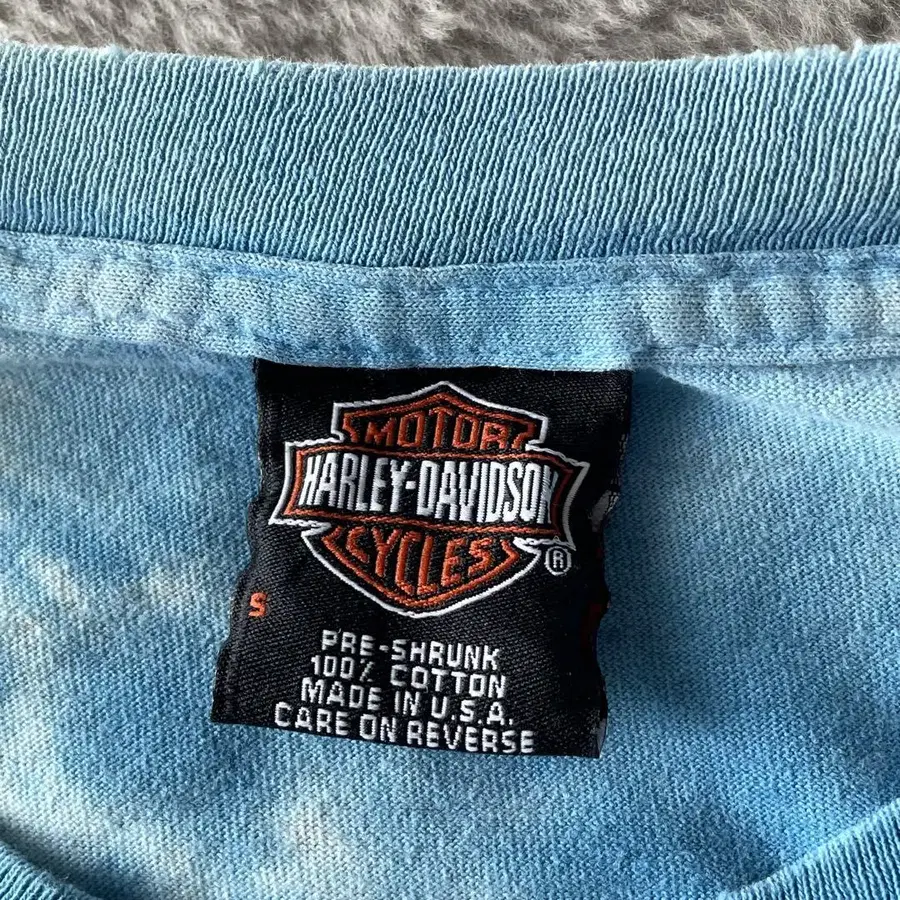 MOTOR
HARLEY-DAVIDSON
CYCLES
®
S
PRE-SHRUNK
100% COTTON
MADE IN U.S.A.
CARE ON REVERSE